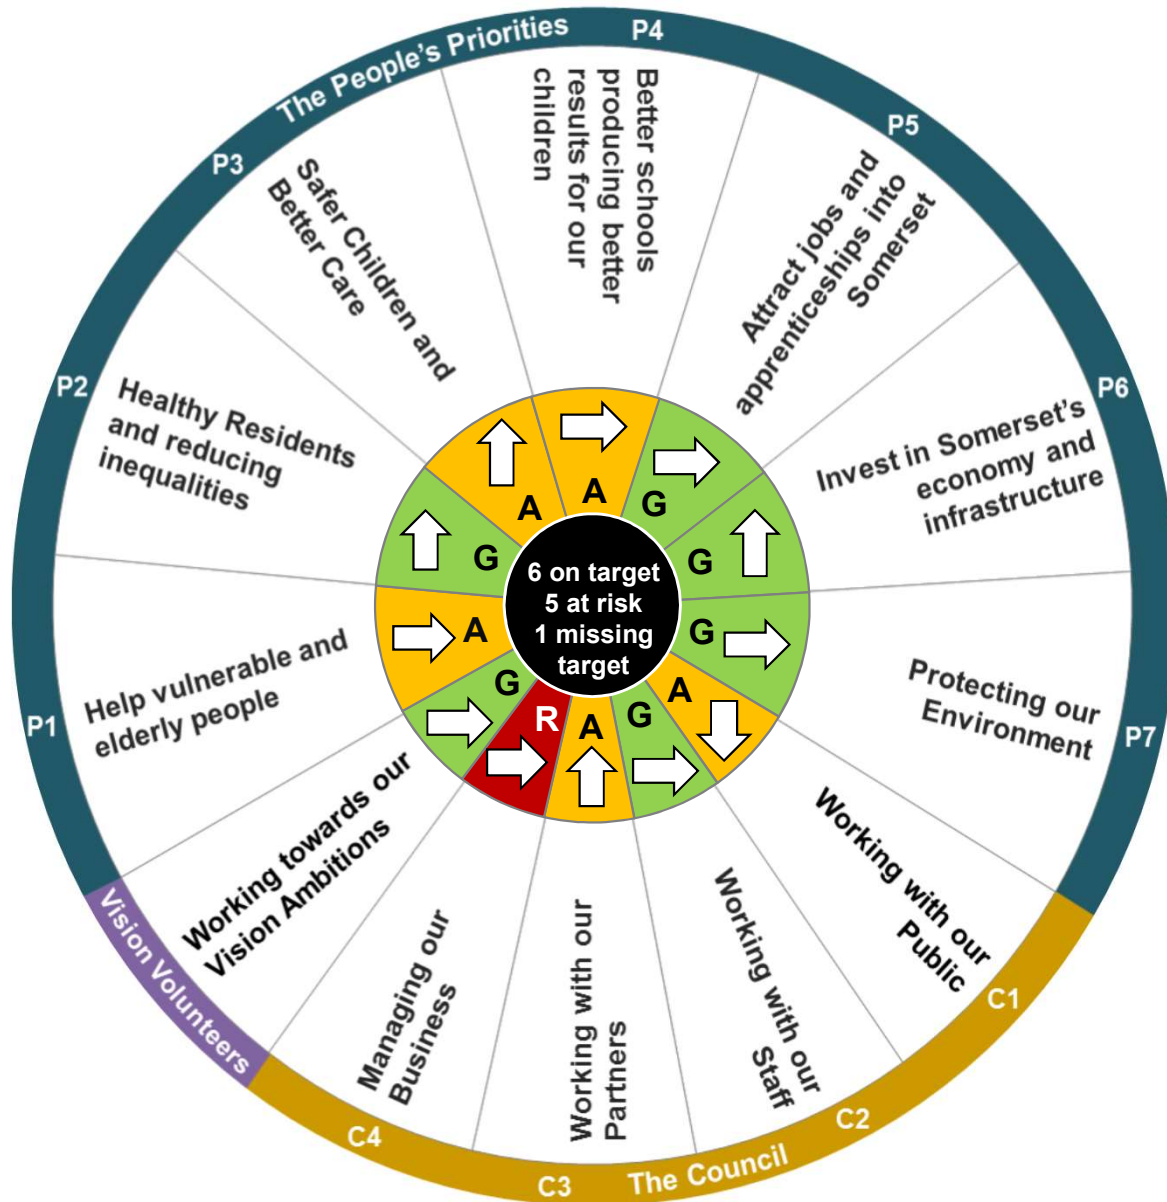 The People's Priorities
P4
Better schools
producing better
results for our
children
P5
Attract jobs and
apprenticeships into
Somerset
P6
Invest in Somerset's
economy and
infrastructure
P7
Protecting our
Environment
C1
Working with our
Public
C2
Working with our
Staff
The Council
C3
Working with our
Partners
C4
Managing our
Business
Vision Volunteers
Working towards our
Vision Ambitions
P1
Help vulnerable and
elderly people
P2
Healthy Residents
and reducing
inequalities
P3
Safer Children and
Better Care
A
G
G
G
A
G
A
R
G
A
G
A
6 on target
5 at risk
1 missing
target